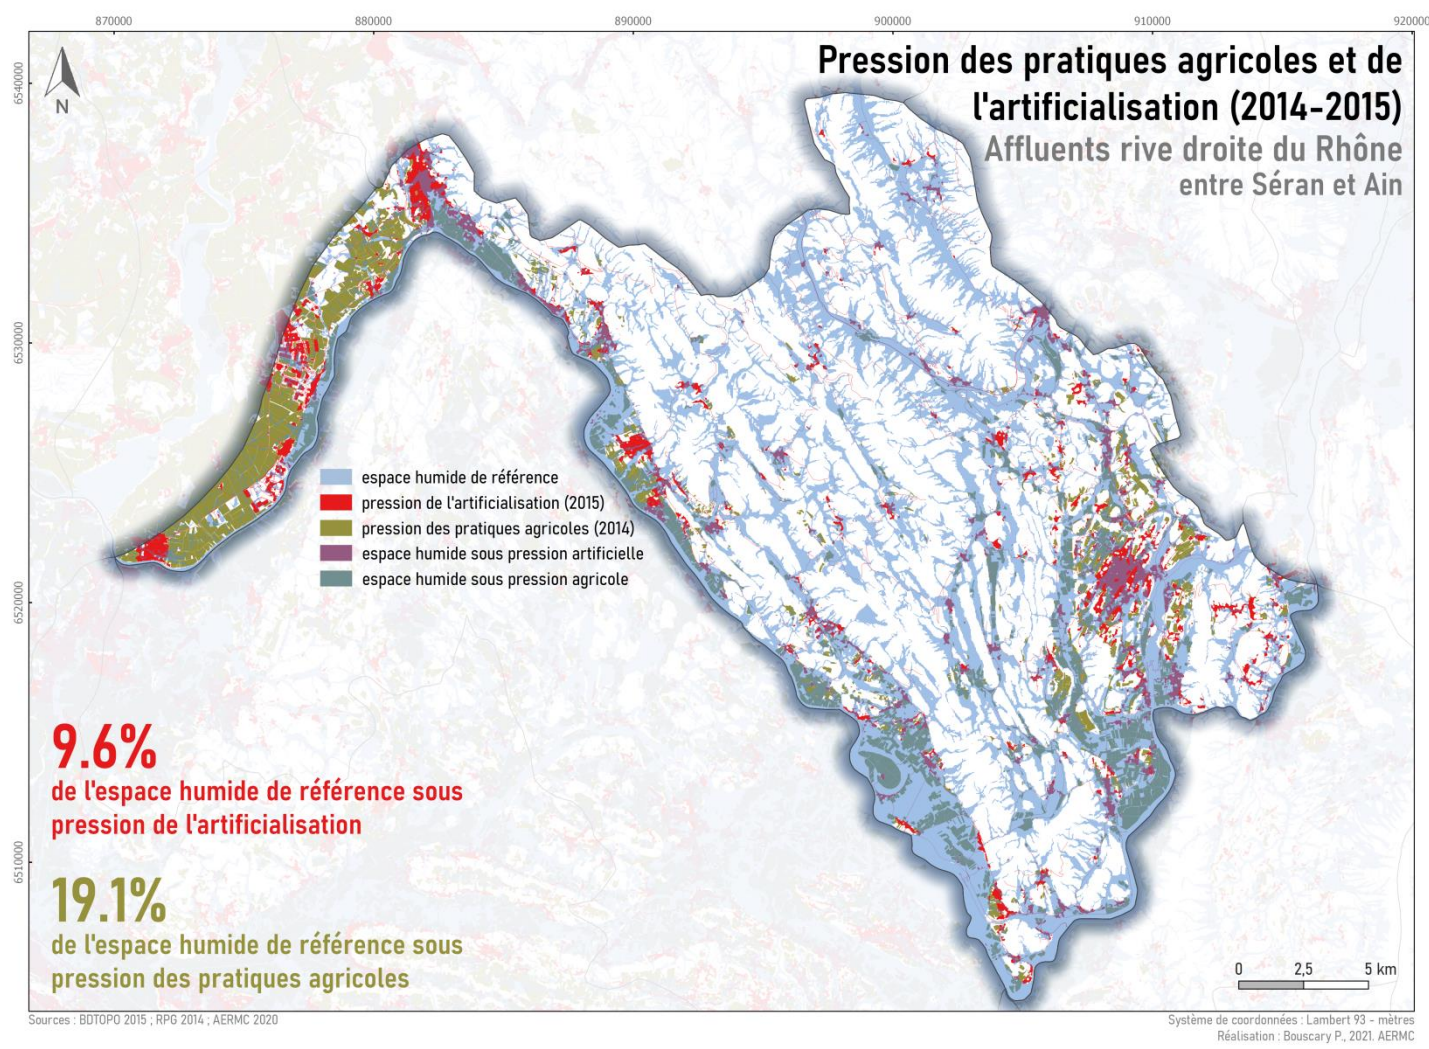 870000
880000
890000
900000
910000
920000
6540000
6530000
6520000
6510000
N
Pression des pratiques agricoles et de
l'artificialisation (2014-2015)
Affluents rive droite du Rhône
entre Séran et Ain
espace humide de référence
pression de l'artificialisation (2015)
pression des pratiques agricoles (2014)
espace humide sous pression artificielle
espace humide sous pression agricole
9.6%
de l'espace humide de référence sous
pression de l'artificialisation
19.1%
de l'espace humide de référence sous
pression des pratiques agricoles
0 2,5 5 km
Sources : BDTOPO 2015 ; RPG 2014 ; AERMC 2020
Système de coordonnées : Lambert 93 - mètres
Réalisation : Bouscary P., 2021. AERMC